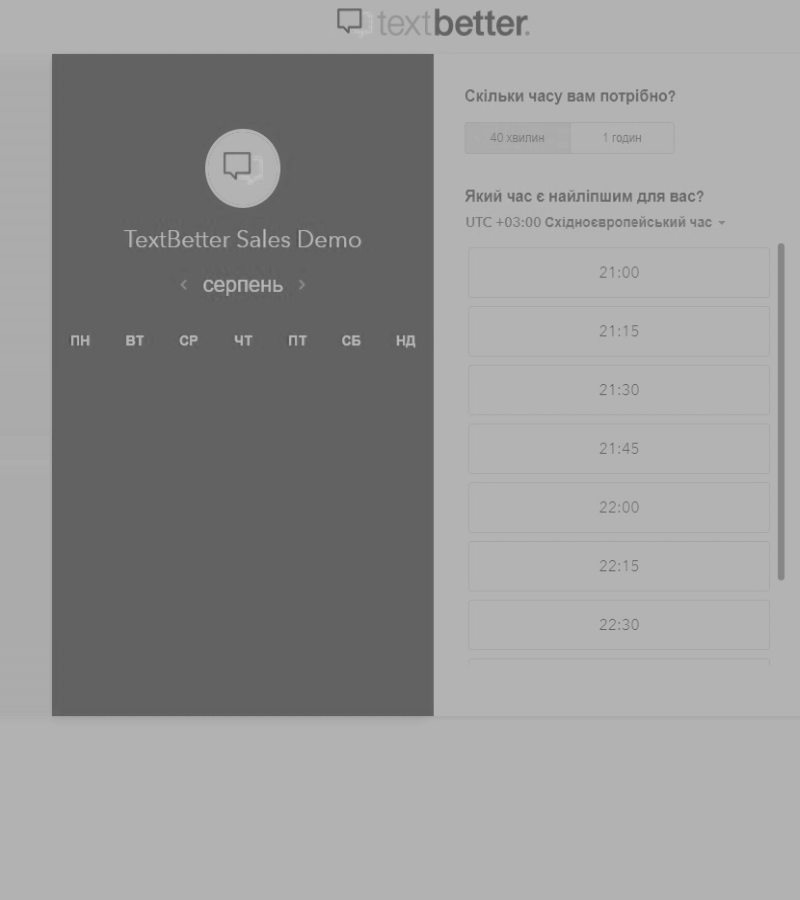 textbetter.
TextBetter Sales Demo
серпень
ПН ВТ СР ЧТ ПТ СБ НД
Скільки часу вам потрібно?
40 хвилин 1 годин
Який час є найліпшим для вас?
UTC +03:00 Східноєвропейський час
21:00
21:15
21:30
21:45
22:00
22:15
22:30